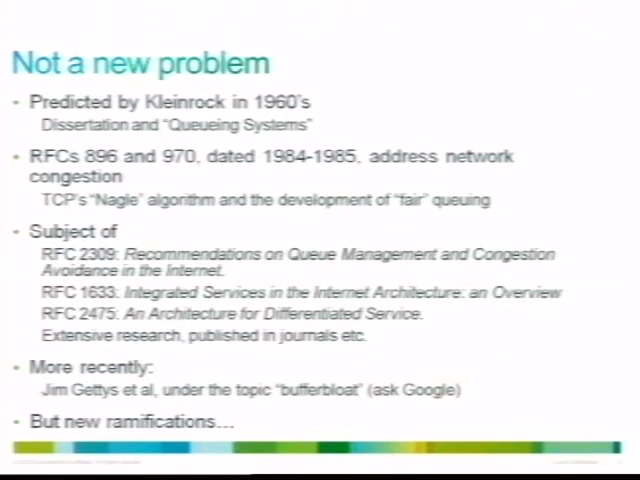 Not a new problem
• Predicted by Kleinrock in 1960's
Dissertation and "Queueing Systems"
• RFCs 896 and 970, dated 1984-1985, address network
congestion
TCP's "Nagle" algorithm and the development of "fair" queuing
• Subject of
RFC 2309: Recommendations on Queue Management and Congestion
Avoidance in the Internet.
RFC 1633: Integrated Services in the Internet Architecture: an Overview
RFC 2475: An Architecture for Differentiated Service.
Extensive research, published in journals etc.
• More recently:
Jim Gettys et al, under the topic "bufferbloat" (ask Google)
• But new ramifications…